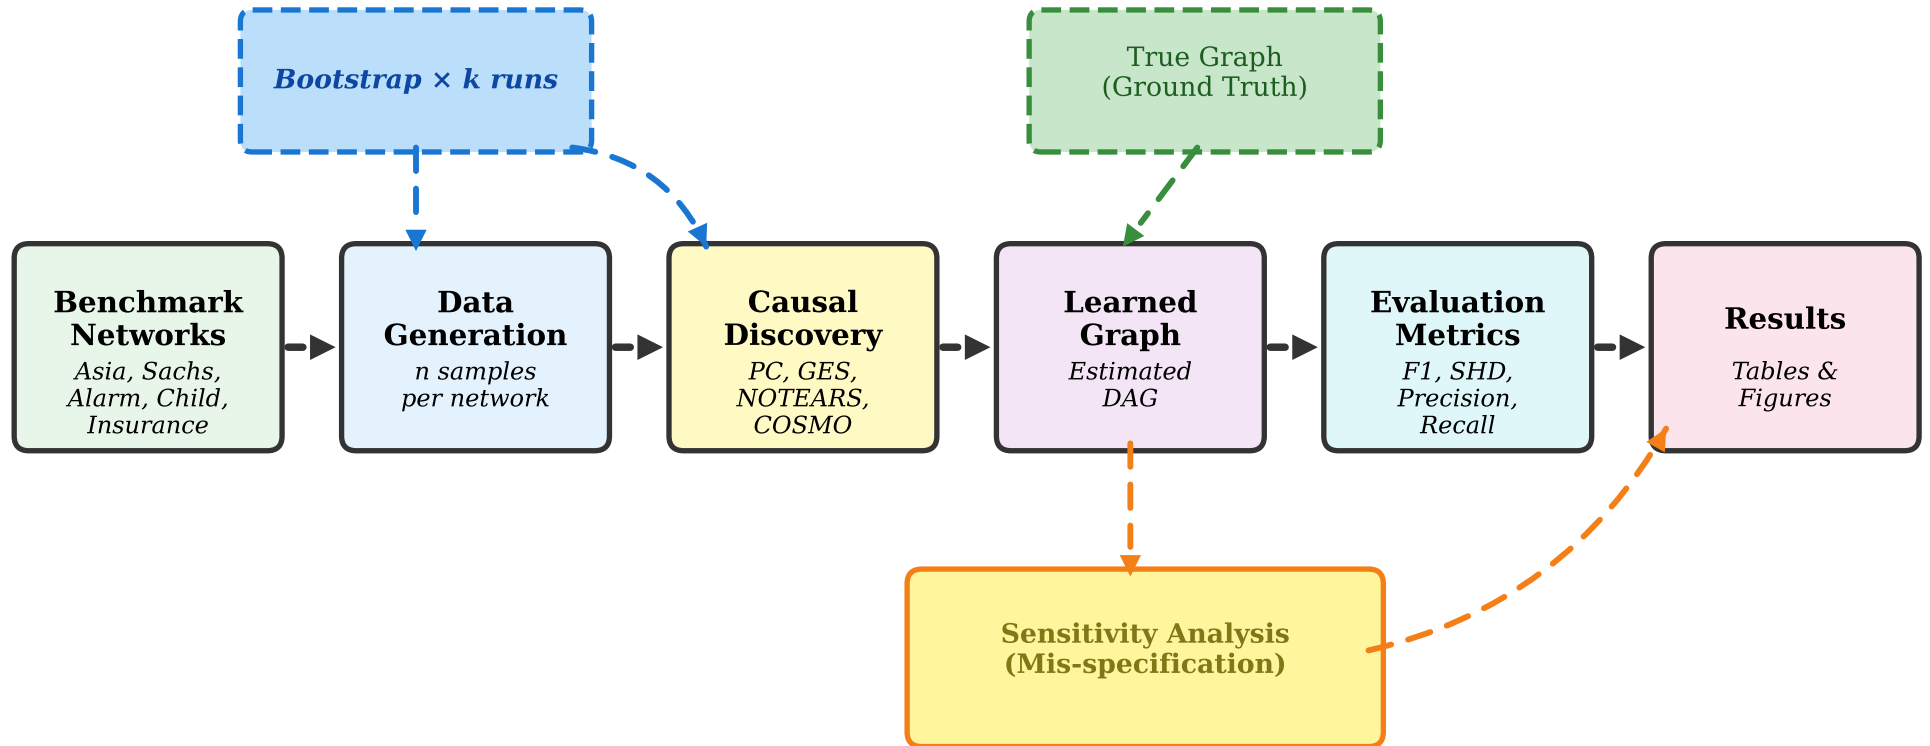 Bootstrap × k runs
True Graph
(Ground Truth)
Benchmark
Networks
Asia, Sachs,
Alarm, Child,
Insurance
Data
Generation
n samples
per network
Causal
Discovery
PC, GES,
NOTEARS,
COSMO
Learned
Graph
Estimated
DAG
Evaluation
Metrics
F1, SHD,
Precision,
Recall
Results
Tables &
Figures
Sensitivity Analysis
(Mis-specification)